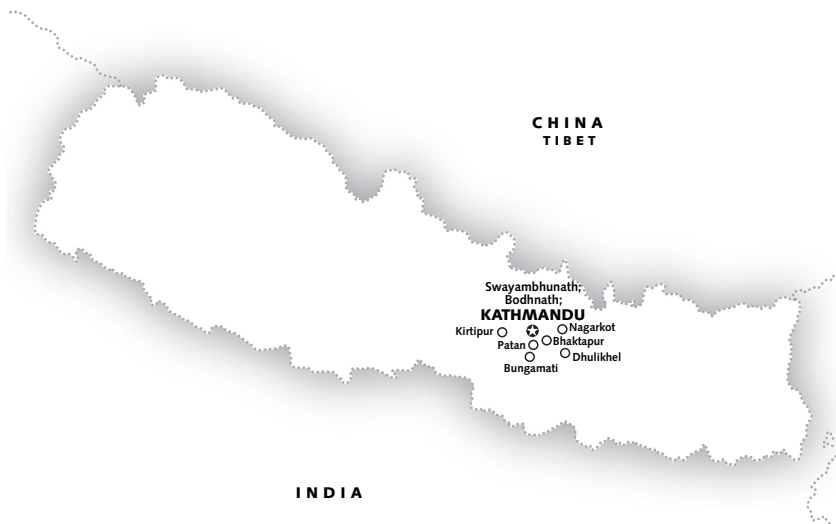 CHINA
TIBET
Swayambhunath;
Bodhnath;
KATHMANDU
Kirtipur
Nagarkot
Patan
Bhaktapur
Dhulikhel
Bungamati
INDIA